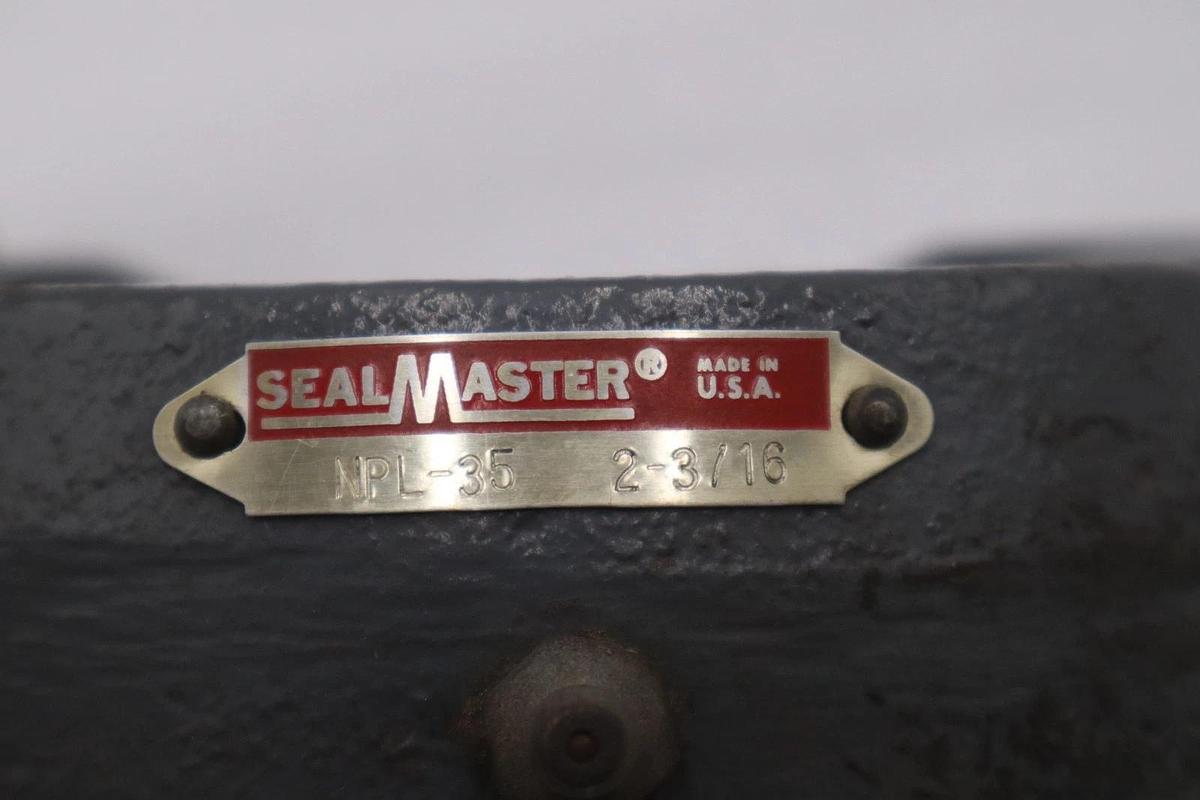 SEALMASTER® MADE IN
U.S.A.
NPL-35 2-3/16